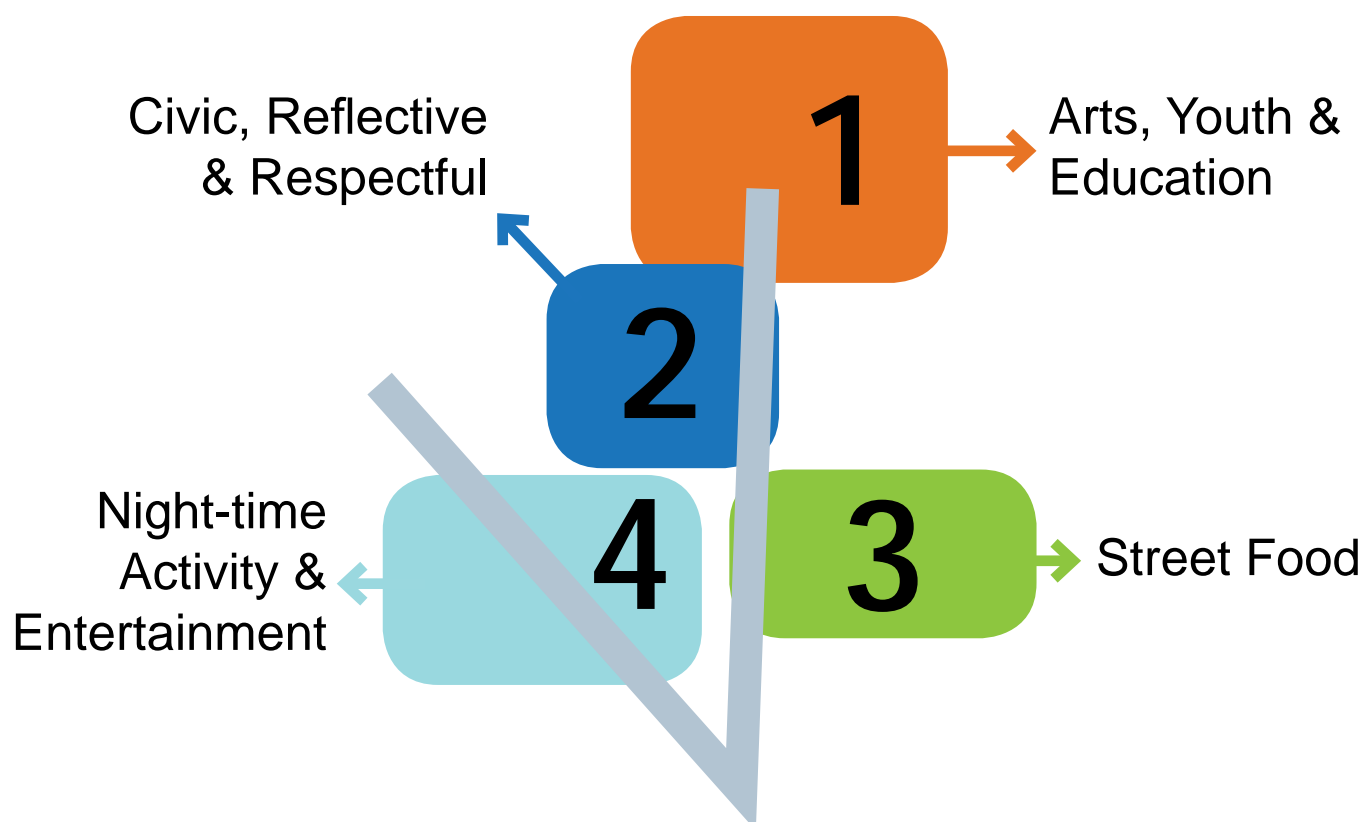 1
Arts, Youth &
Education
Civic, Reflective
& Respectful
2
3
Street Food
4
Night-time
Activity &
Entertainment